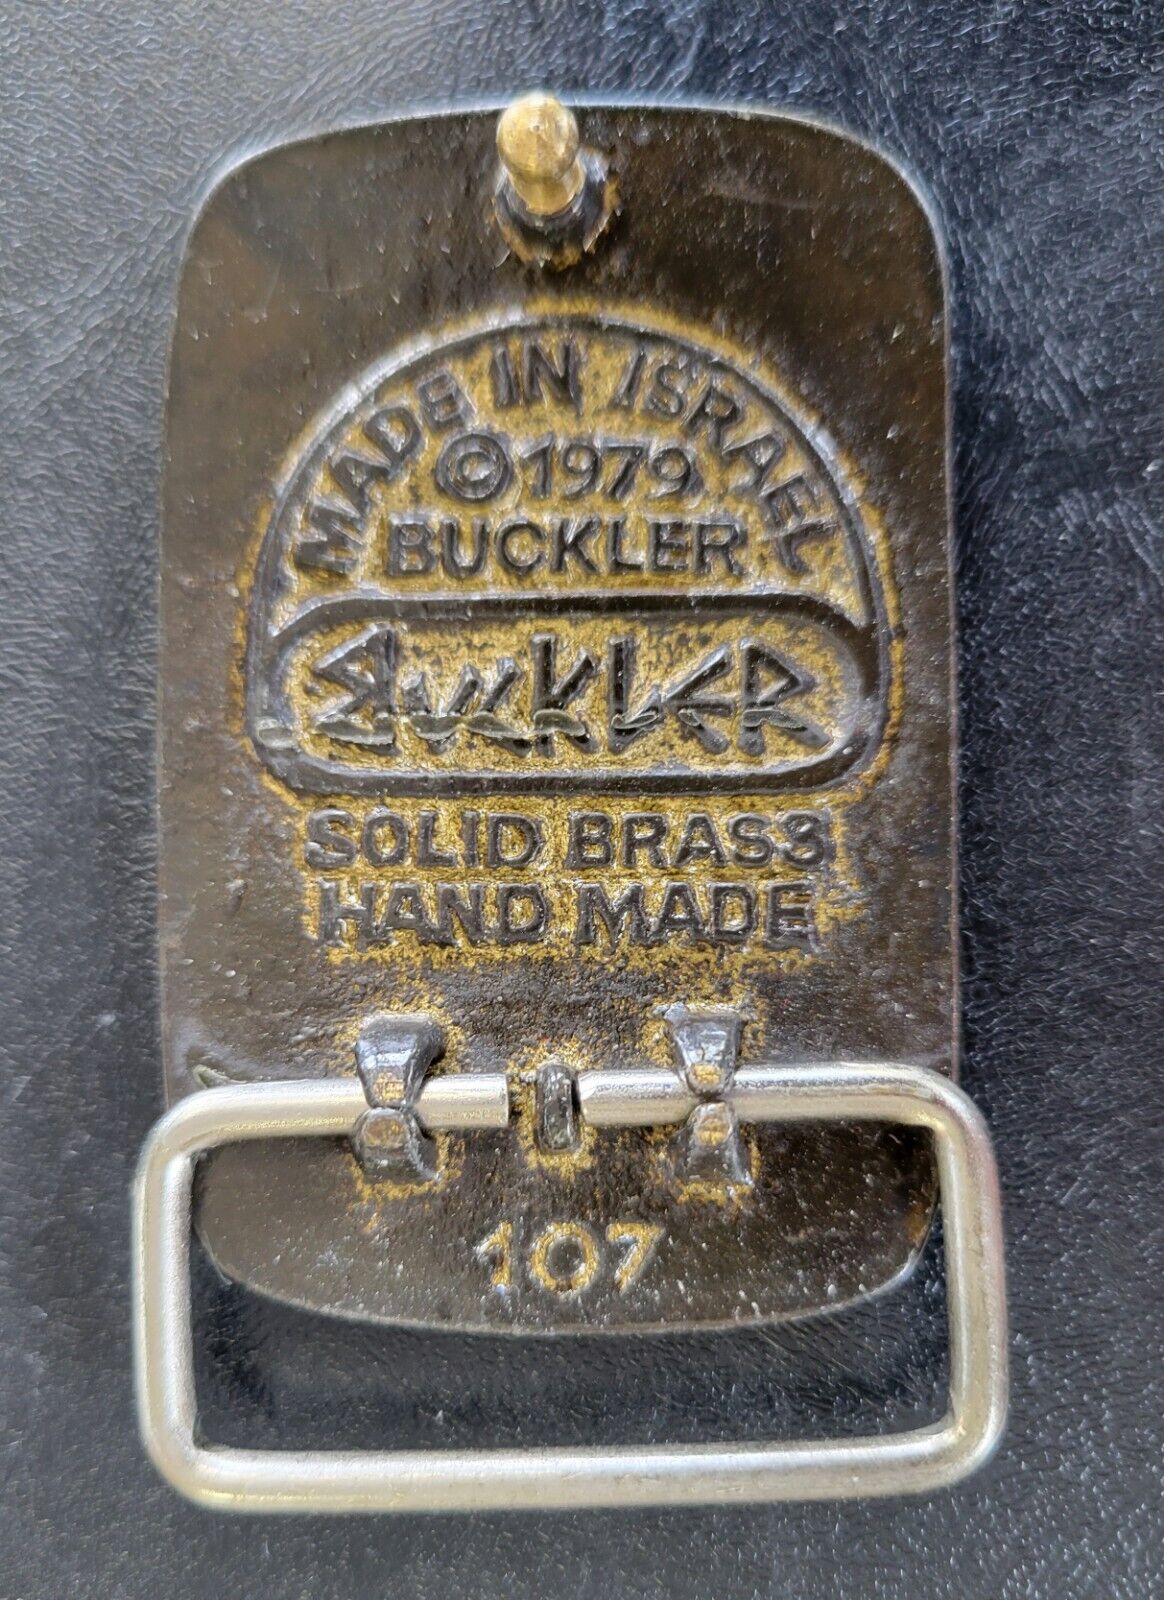 MADE IN ISRAEL
©1979
BUCKLER
BUCKLER
SOLID BRASS
HAND MADE
107